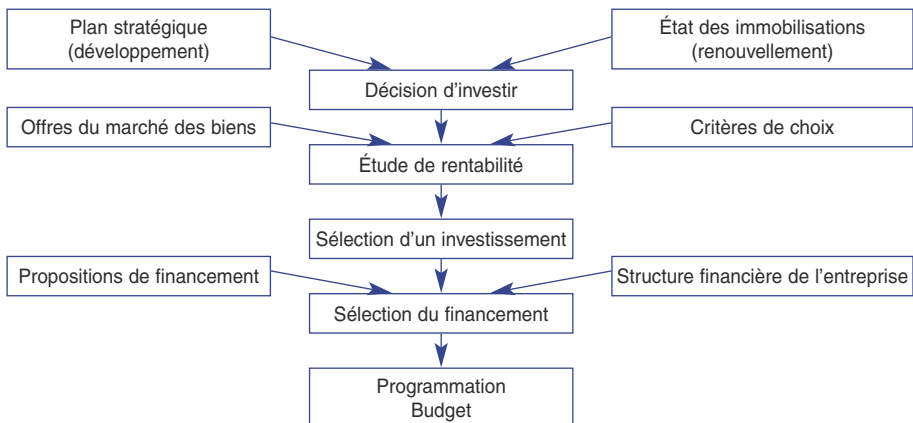 Plan stratégique
(développement)
État des immobilisations
(renouvellement)
Décision d'investir
Offres du marché des biens
Critères de choix
Étude de rentabilité
Sélection d'un investissement
Propositions de financement
Structure financière de l'entreprise
Sélection du financement
Programmation
Budget